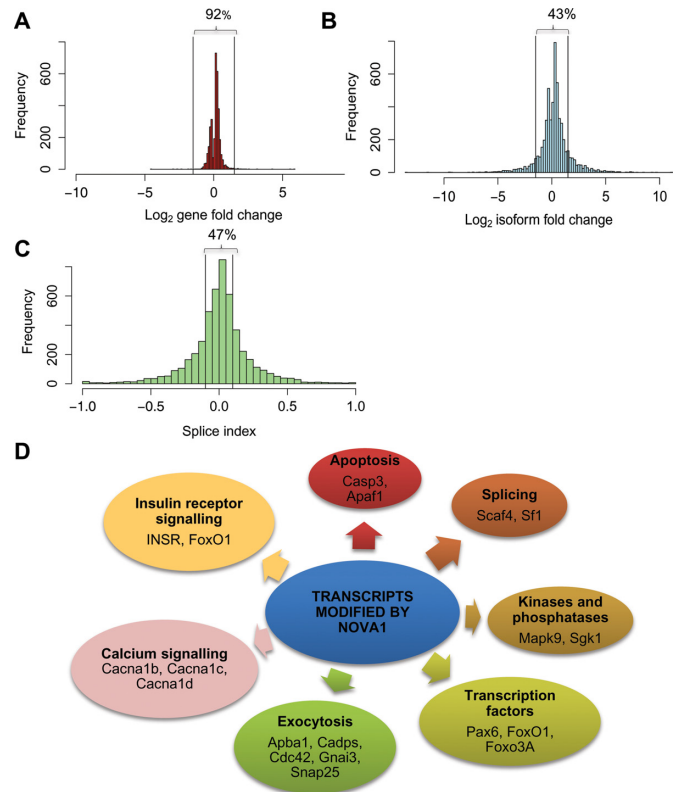 A
92%
Frequency
600
200
0
−10
−5
0
5
Log2 gene fold change
B
43%
Frequency
600
200
0
−10
−5
0
5
10
Log2 isoform fold change
C
47%
Frequency
600
200
0
−1.0
−0.5
0.0
0.5
1.0
Splice index
D
Apoptosis
Casp3,
Apaf1
Splicing
Scaf4, Sf1
Insulin receptor
signalling
INSR, FoxO1
TRANSCRIPTS
MODIFIED BY
NOVA1
Kinases and
phosphatases
Mapk9, Sgk1
Calcium signalling
Cacna1b, Cacna1c,
Cacna1d
Transcription
factors
Pax6, FoxO1,
Foxo3A
Exocytosis
Apba1, Cadps,
Cdc42, Gnai3,
Snap25